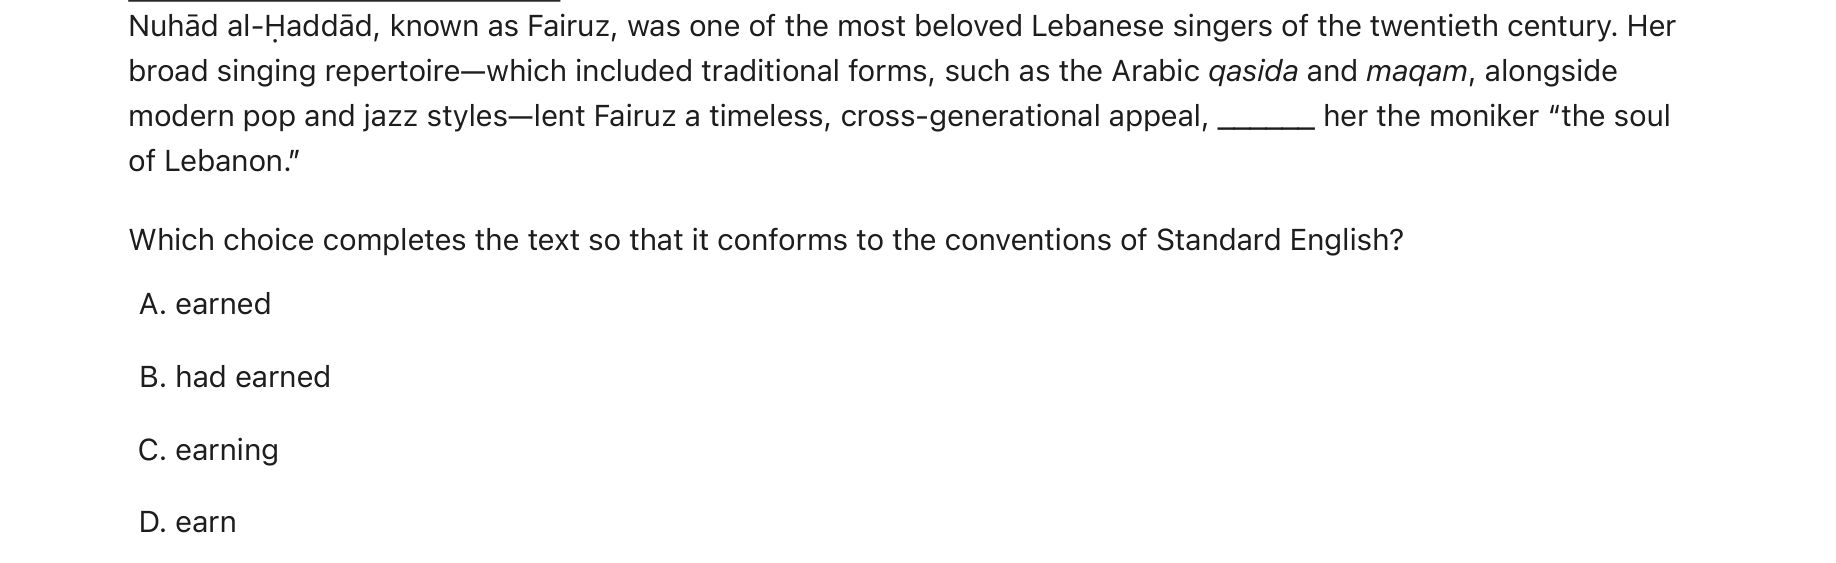 Nuhād al-Ḥaddād, known as Fairuz, was one of the most beloved Lebanese singers of the twentieth century. Her
broad singing repertoire—which included traditional forms, such as the Arabic qasida and maqam, alongside
modern pop and jazz styles—lent Fairuz a timeless, cross-generational appeal, ______ her the moniker “the soul
of Lebanon.”
Which choice completes the text so that it conforms to the conventions of Standard English?
A. earned
B. had earned
C. earning
D. earn